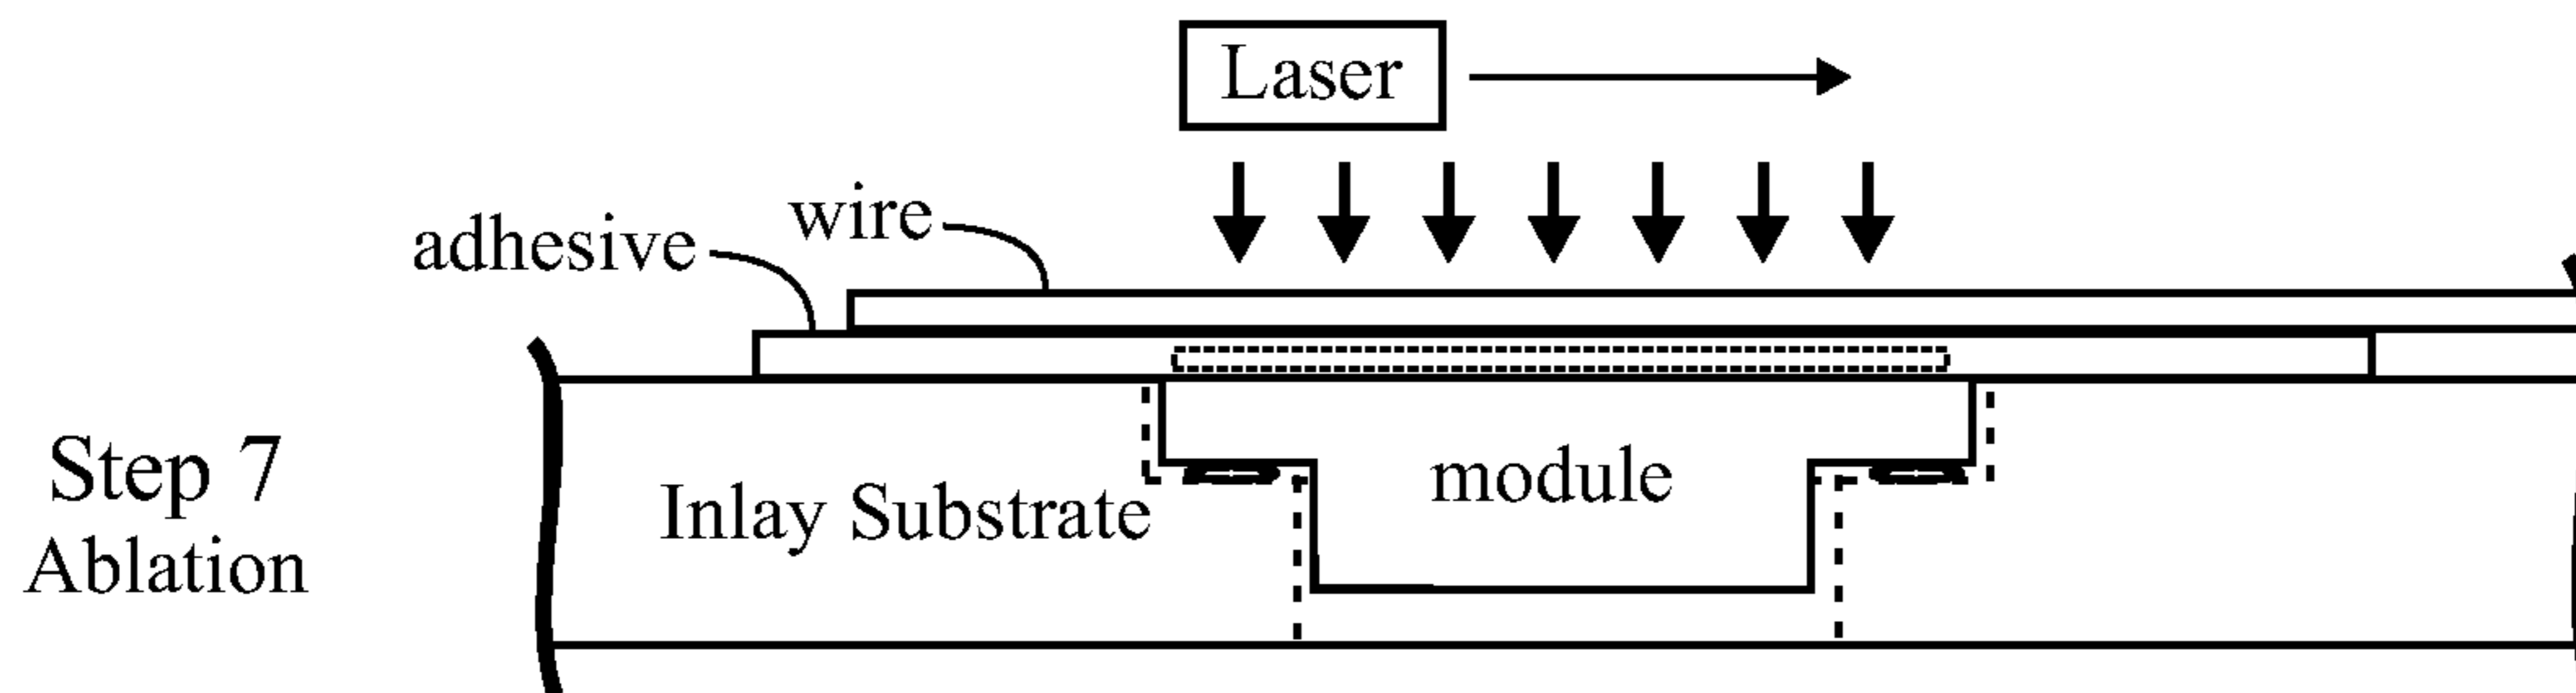 Laser
wire
adhesive
module
Inlay Substrate
Step 7
Ablation